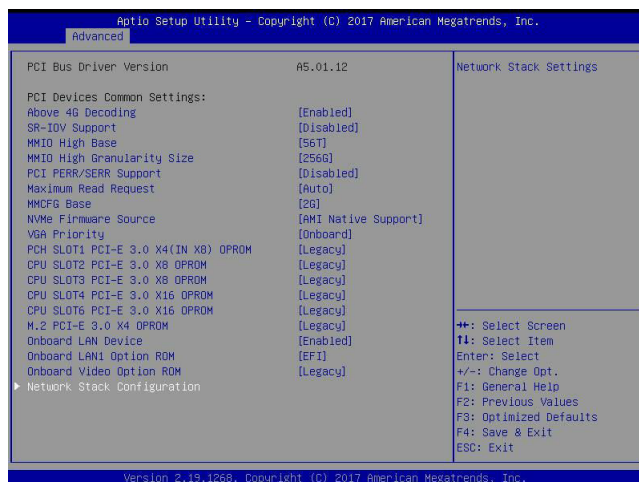 Aptio Setup Utility – Copyright (C) 2017 American Megatrends, Inc.
Advanced
PCI Bus Driver Version A5.01.12
PCI Devices Common Settings:
Above 4G Decoding [Enabled]
SR-IOV Support [Disabled]
MMIO High Base [56T]
MMIO High Granularity Size [256G]
PCI PERR/SERR Support [Disabled]
Maximum Read Request [Auto]
MMCFG Base [2G]
NVMe Firmware Source [AMI Native Support]
VGA Priority [Onboard]
PCH SLOT1 PCI-E 3.0 X4(IN X8) OPROM [Legacy]
CPU SLOT2 PCI-E 3.0 X8 OPROM [Legacy]
CPU SLOT3 PCI-E 3.0 X8 OPROM [Legacy]
CPU SLOT4 PCI-E 3.0 X16 OPROM [Legacy]
CPU SLOT6 PCI-E 3.0 X16 OPROM [Legacy]
M.2 PCI-E 3.0 X4 OPROM [Legacy]
Onboard LAN Device [Enabled]
Onboard LAN1 Option ROM [EFI]
Onboard Video Option ROM [Legacy]
▶ Network Stack Configuration
Network Stack Settings
→←: Select Screen
↑↓: Select Item
Enter: Select
+/-: Change Opt.
F1: General Help
F2: Previous Values
F3: Optimized Defaults
F4: Save & Exit
ESC: Exit
Version 2.19.1268. Copyright (C) 2017 American Megatrends, Inc.